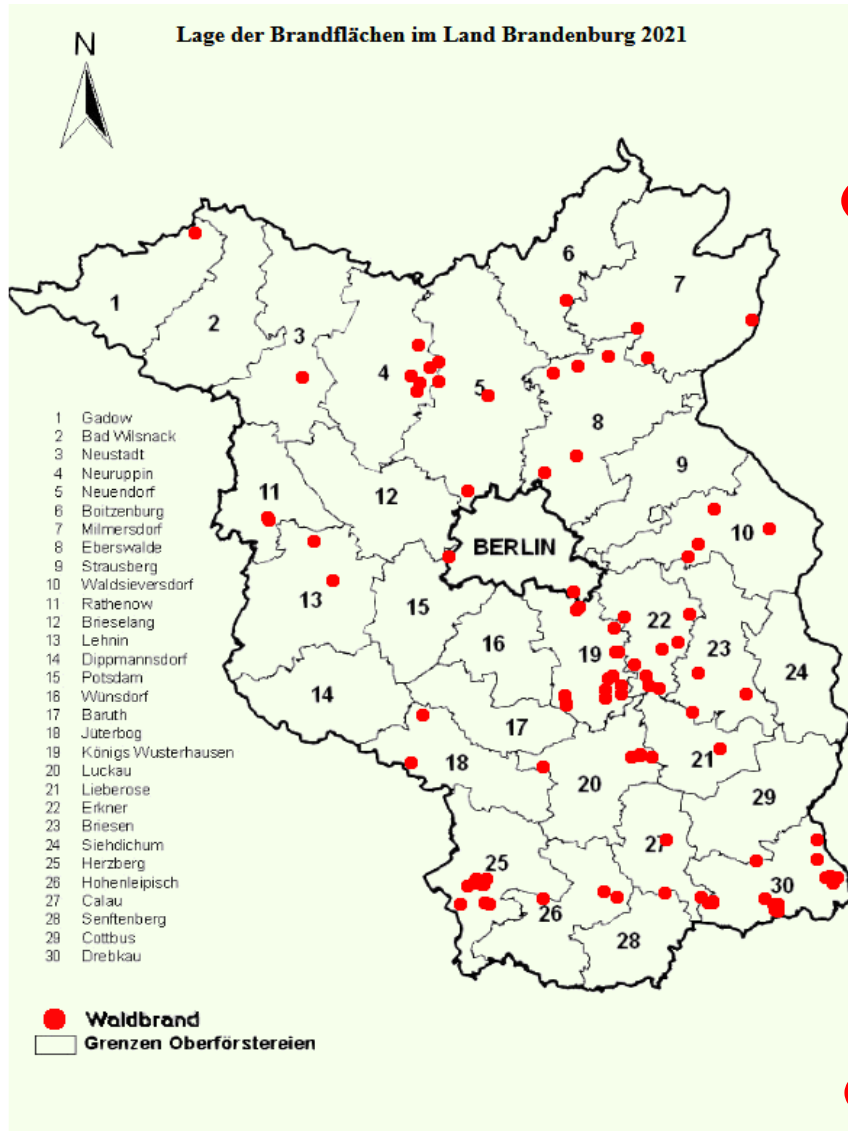 Lage der Brandflächen im Land Brandenburg 2021
N
6
7
1
2
3
4
5
8
9
11
12
BERLIN
10
13
15
22
16
19
23
24
14
17
18
21
20
29
27
25
30
26
28
1 Gadow
2 Bad Wilsnack
3 Neustadt
4 Neuruppin
5 Neuendorf
6 Boitzenburg
7 Milmersdorf
8 Eberswalde
9 Strausberg
10 Waldsieversdorf
11 Rathenow
12 Brieselang
13 Lehnin
14 Dippmannsdorf
15 Potsdam
16 Wünsdorf
17 Baruth
18 Jüterbog
19 Königs Wusterhausen
20 Luckau
21 Lieberose
22 Erkner
23 Briesen
24 Siehdichum
25 Herzberg
26 Hohenleipisch
27 Calau
28 Senftenberg
29 Cottbus
30 Drebkau
Waldbrand
Grenzen Oberförstereien